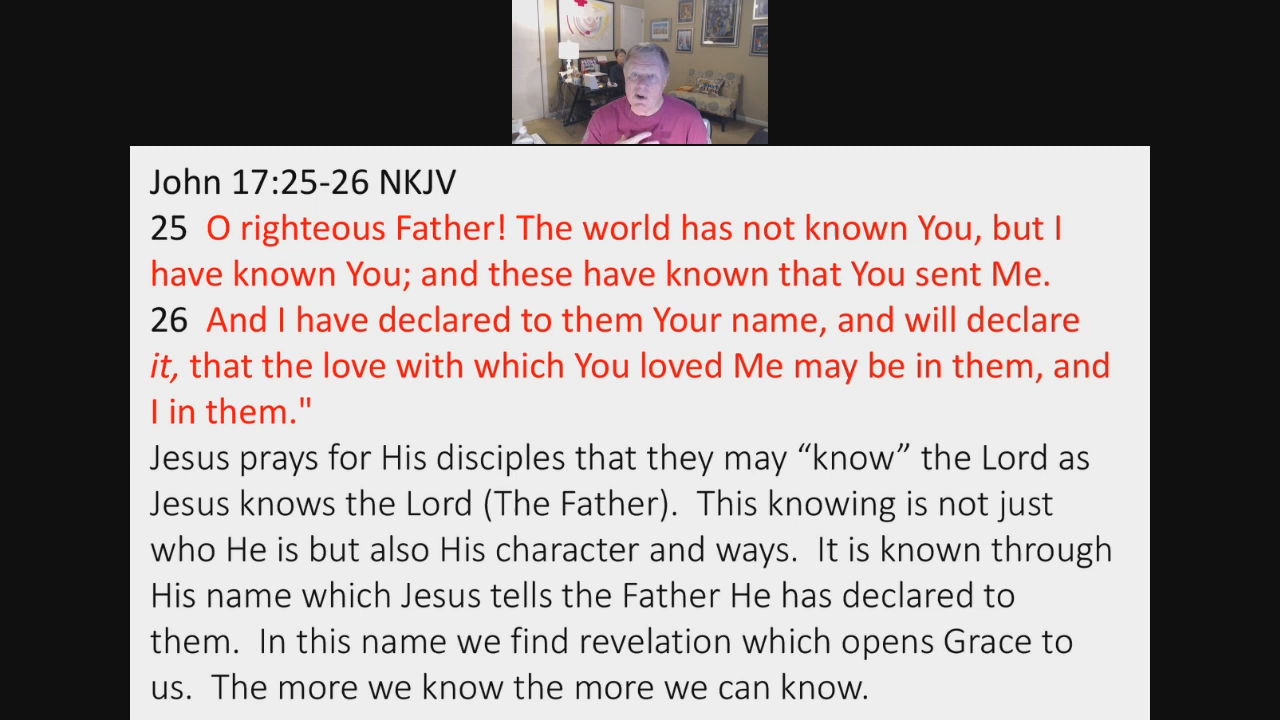 John 17:25-26 NKJV
25  O righteous Father! The world has not known You, but I
have known You; and these have known that You sent Me.
26  And I have declared to them Your name, and will declare
it, that the love with which You loved Me may be in them, and
I in them."
Jesus prays for His disciples that they may “know” the Lord as
Jesus knows the Lord (The Father).  This knowing is not just
who He is but also His character and ways.  It is known through
His name which Jesus tells the Father He has declared to
them.  In this name we find revelation which opens Grace to
us.  The more we know the more we can know.